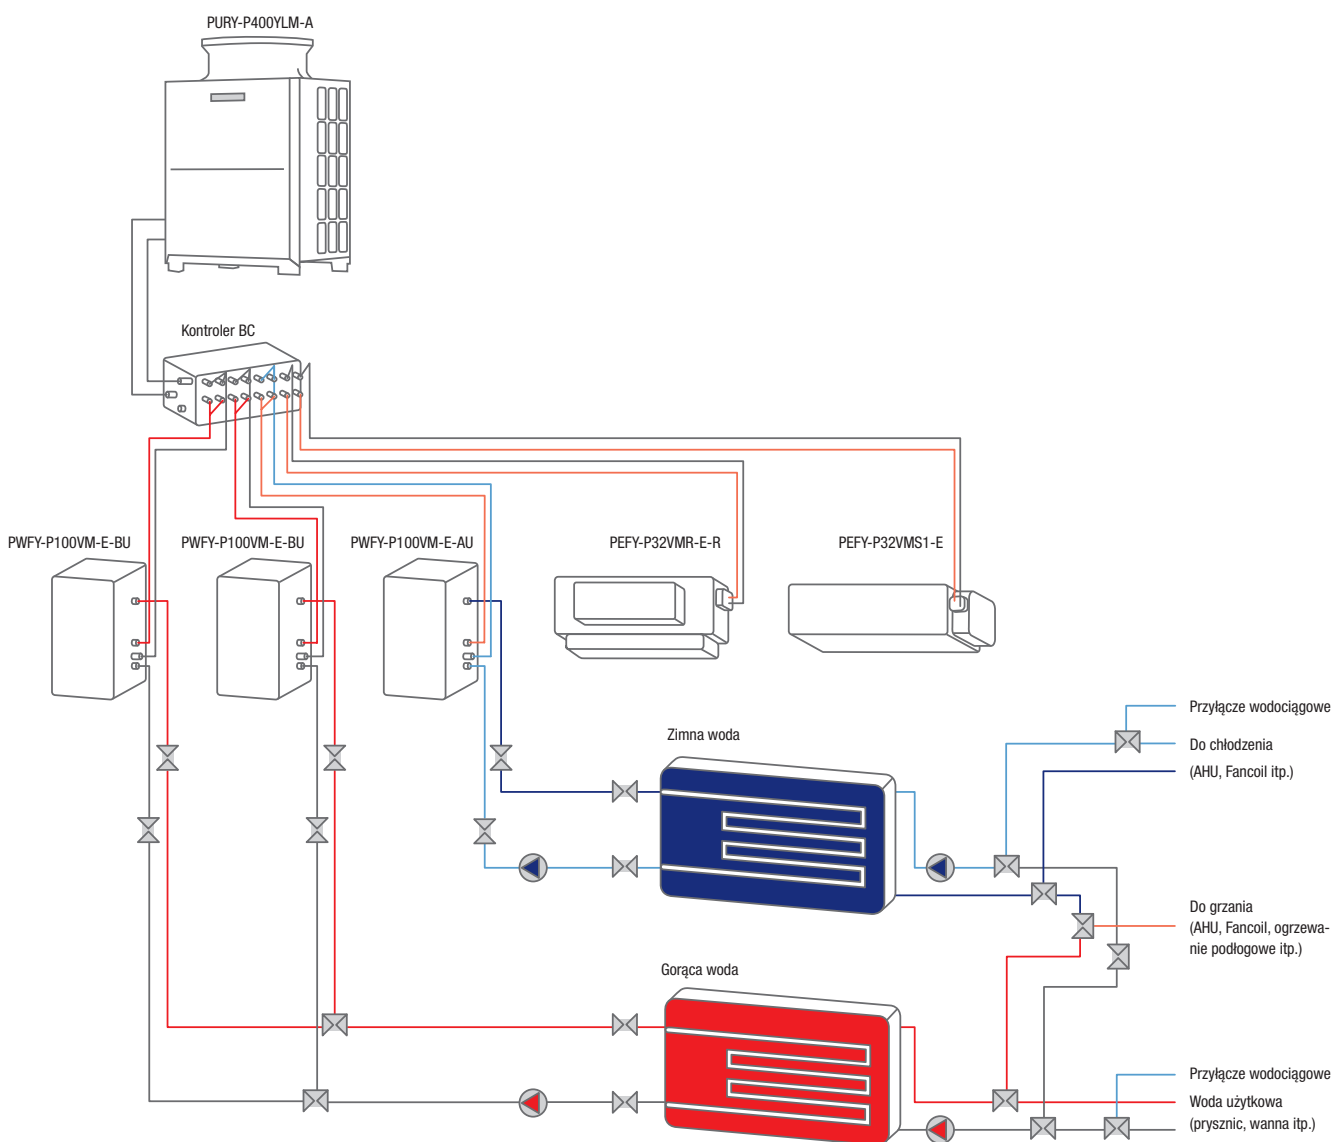 PURY-P400YLM-A
Kontroler BC
PWFY-P100VM-E-BU
PWFY-P100VM-E-BU
PWFY-P100VM-E-AU
PEFY-P32VMR-E-R
PEFY-P32VMS1-E
Przyłącze wodociągowe
Zimna woda
Do chłodzenia
(AHU, Fancoil itp.)
Do grzania
(AHU, Fancoil, ogrzewa-
nie podłogowe itp.)
Gorąca woda
Przyłącze wodociągowe
Woda użytkowa
(prysznic, wanna itp.)